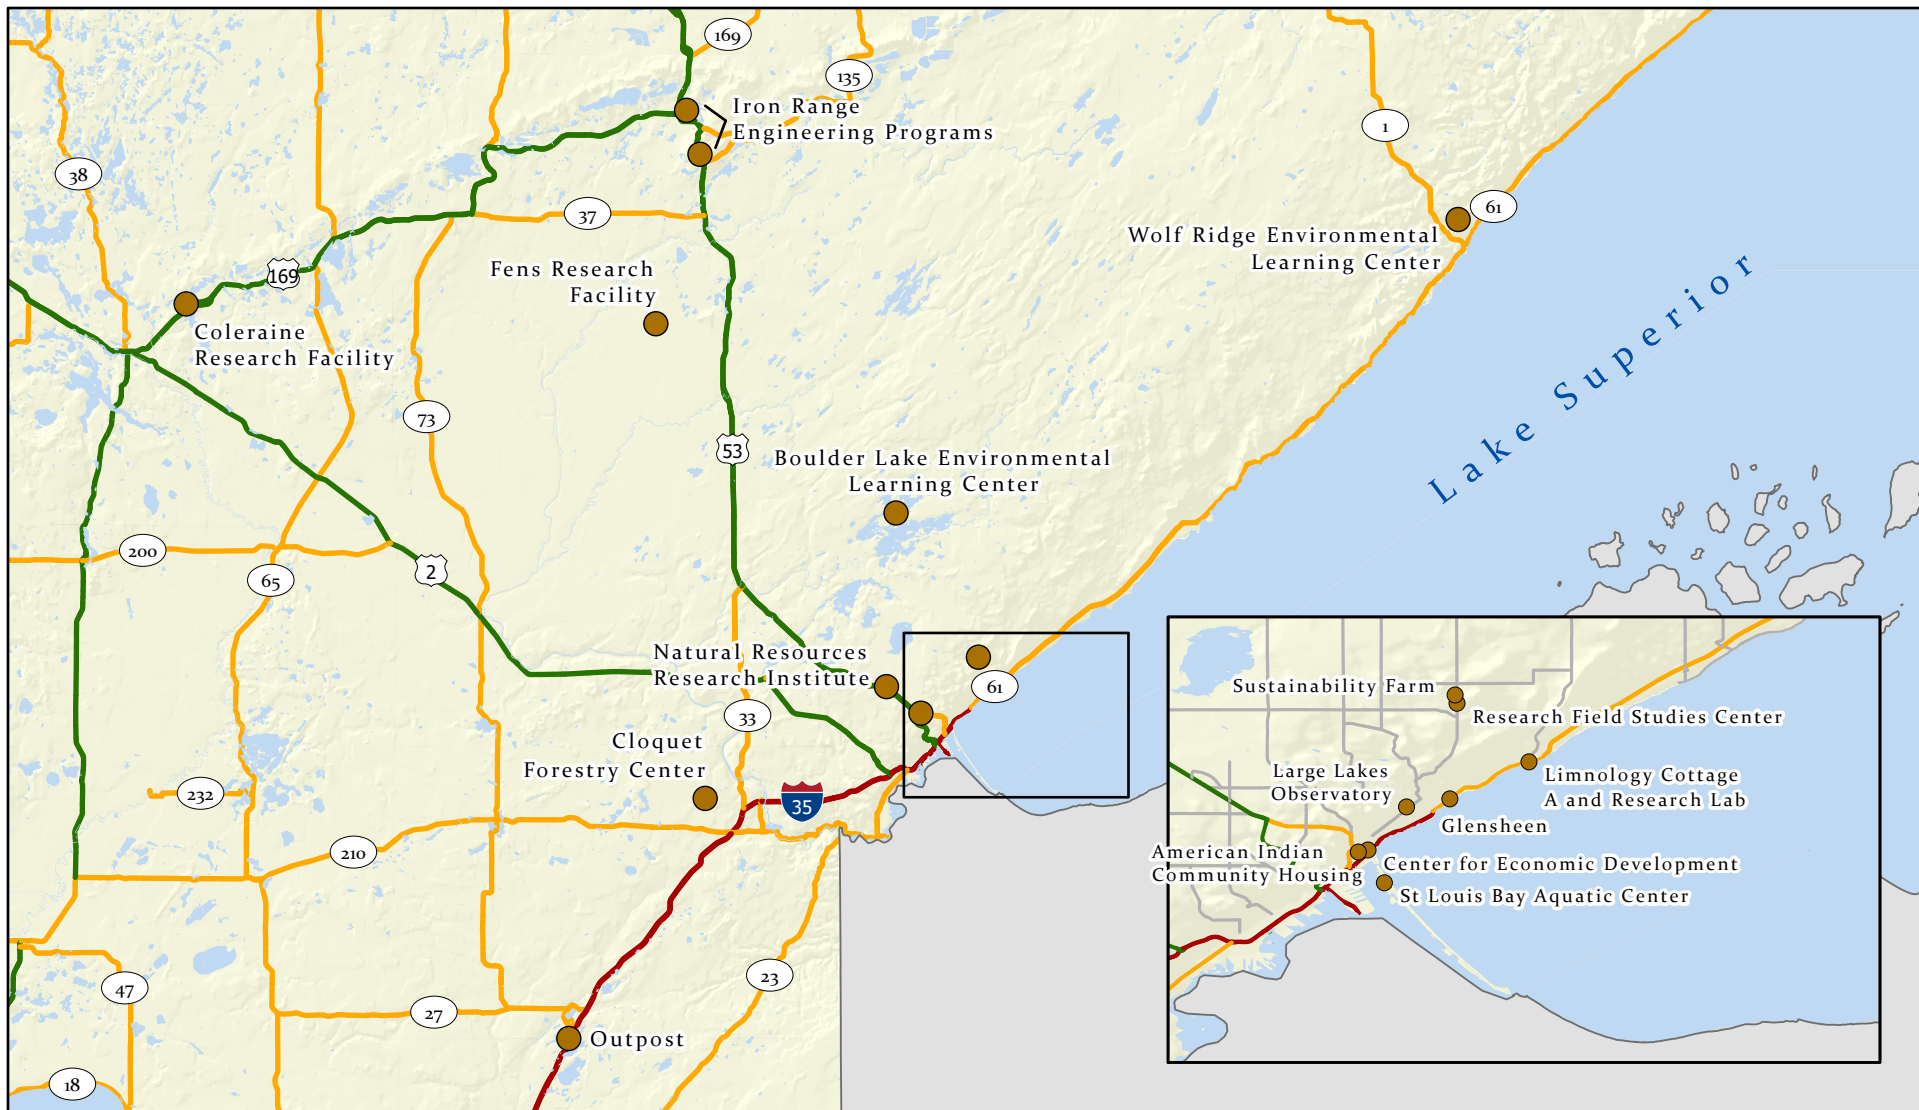 169
135
Iron Range
Engineering Programs
1
38
61
37
Wolf Ridge Environmental
Learning Center
Fens Research
Facility
169
Coleraine
Research Facility
Lake Superior
73
53
Boulder Lake Environmental
Learning Center
200
2
65
Natural Resources
Research Institute
61
33
Cloquet
Forestry Center
232
35
210
23
47
27
Outpost
18
Sustainability Farm
Research Field Studies Center
Large Lakes
Observatory
Limnology Cottage
A and Research Lab
Glensheen
American Indian
Community Housing
Center for Economic Development
St Louis Bay Aquatic Center